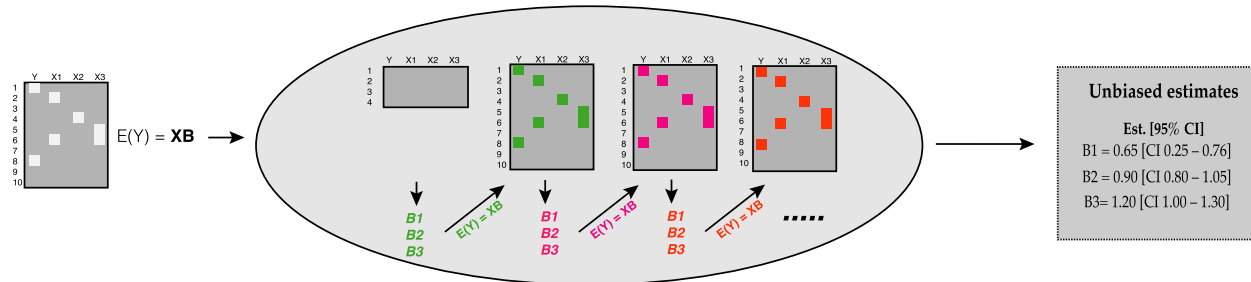 Y X1 X2 X3
1
2
3
4
5
6
7
8
9
10
E(Y) = XB
Y X1 X2 X3
1
2
3
4
B1
B2
B3
E(Y) = XB
Y X1 X2 X3
1
2
3
4
5
6
7
8
9
10
B1
B2
B3
E(Y) = XB
Y X1 X2 X3
1
2
3
4
5
6
7
8
9
10
B1
B2
B3
E(Y) = XB
Y X1 X2 X3
1
2
3
4
5
6
7
8
9
10
.....
Unbiased estimates
Est. [95% CI]
B1 = 0.65 [CI 0.25 – 0.76]
B2 = 0.90 [CI 0.80 – 1.05]
B3= 1.20 [CI 1.00 – 1.30]